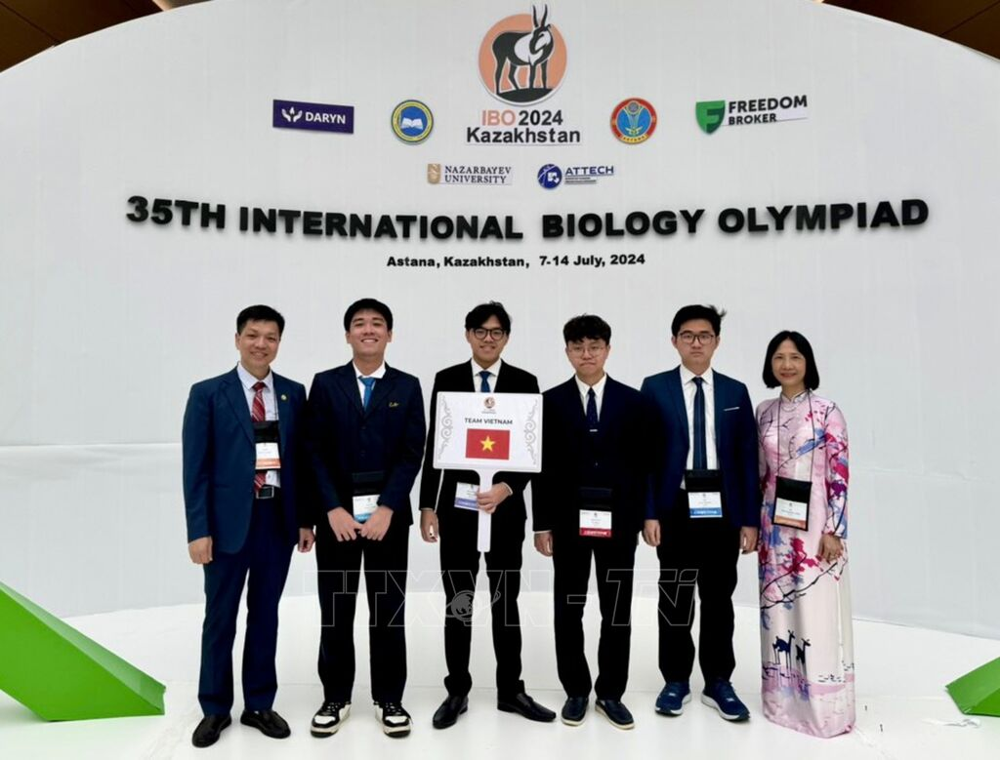 IBO 2024
Kazakhstan
DARYN
FREEDOM
BROKER
NAZARBAYEV
UNIVERSITY
ATTECH
35TH INTERNATIONAL BIOLOGY OLYMPIAD
Astana, Kazakhstan, 7-14 July, 2024
TEAM VIETNAM
TTXVN - TTXVN